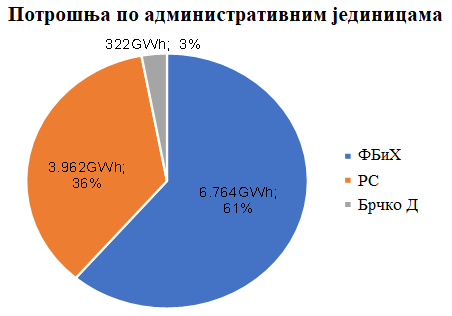 Потрошња по административним јединицама
322GWh; 3%
3.962GWh;
36%
6.764GWh;
61%
ФБиХ
РС
Брчко Д